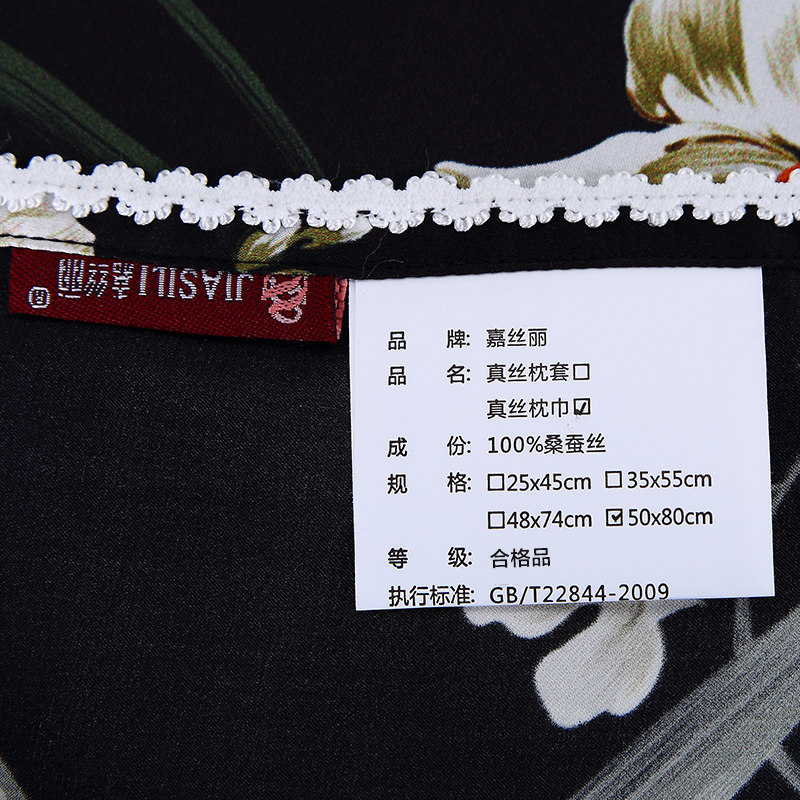 嘉丝丽 JIASILI
®
品 牌: 嘉丝丽
品 名: 真丝枕套☐
真丝枕巾☑
成 份: 100%桑蚕丝
规 格: ☐25x45cm ☐35x55cm
☐48x74cm ☑50x80cm
等 级: 合格品
执行标准: GB/T22844-2009